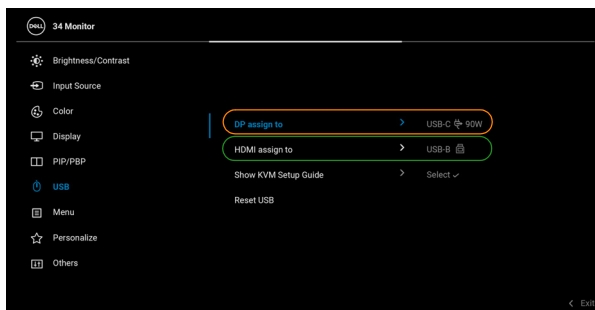 DELL 34 Monitor
Brightness/Contrast
Input Source
Color
Display
PIP/PBP
USB
Menu
Personalize
Others
DP assign to > USB-C 90W
HDMI assign to > USB-B
Show KVM Setup Guide > Select ✓
Reset USB
< Exit